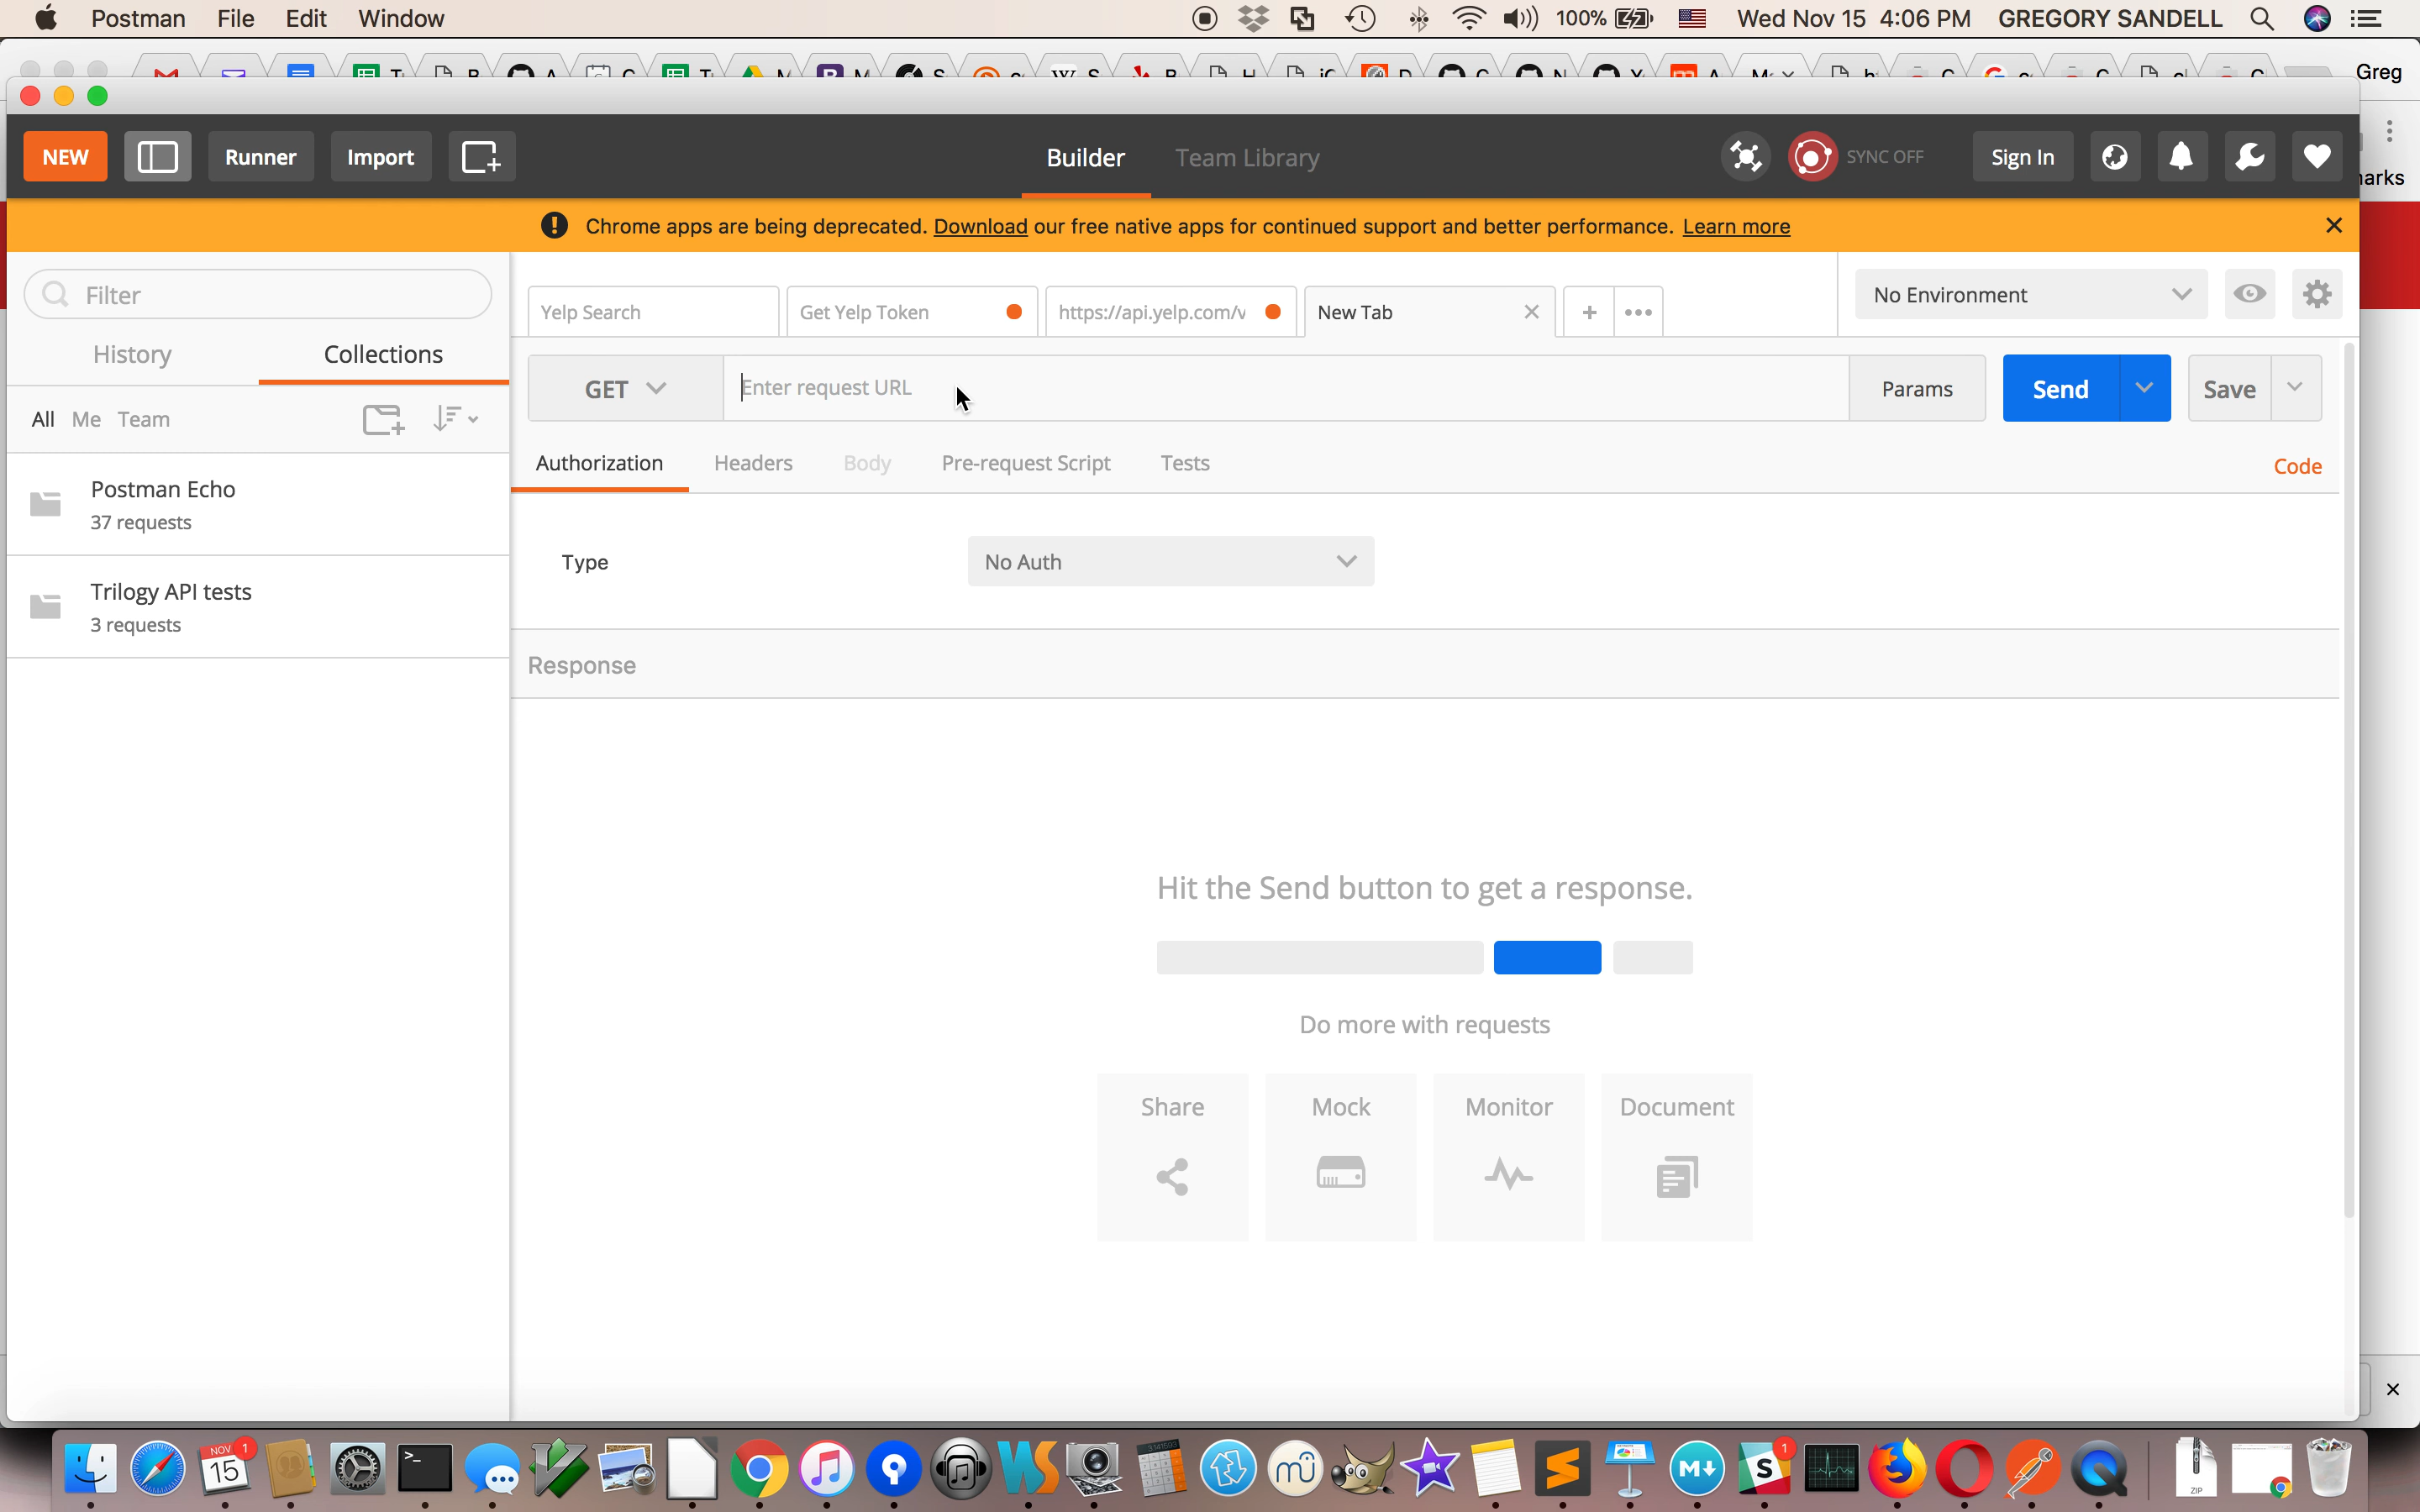 Postman File Edit Window
100% Wed Nov 15 4:06 PM GREGORY SANDELL
Greg
NEW Runner Import Builder Team Library SYNC OFF Sign In
arks
Chrome apps are being deprecated. Download our free native apps for continued support and better performance. Learn more
Filter
Yelp Search Get Yelp Token https://api.yelp.com/v New Tab + No Environment
History Collections
GET Enter request URL Params Send Save
All Me Team
Authorization Headers Body Pre-request Script Tests Code
Postman Echo
37 requests
Type No Auth
Trilogy API tests
3 requests
Response
Hit the Send button to get a response.
Do more with requests
Share Mock Monitor Document
NOV 15 1
1
ZIP